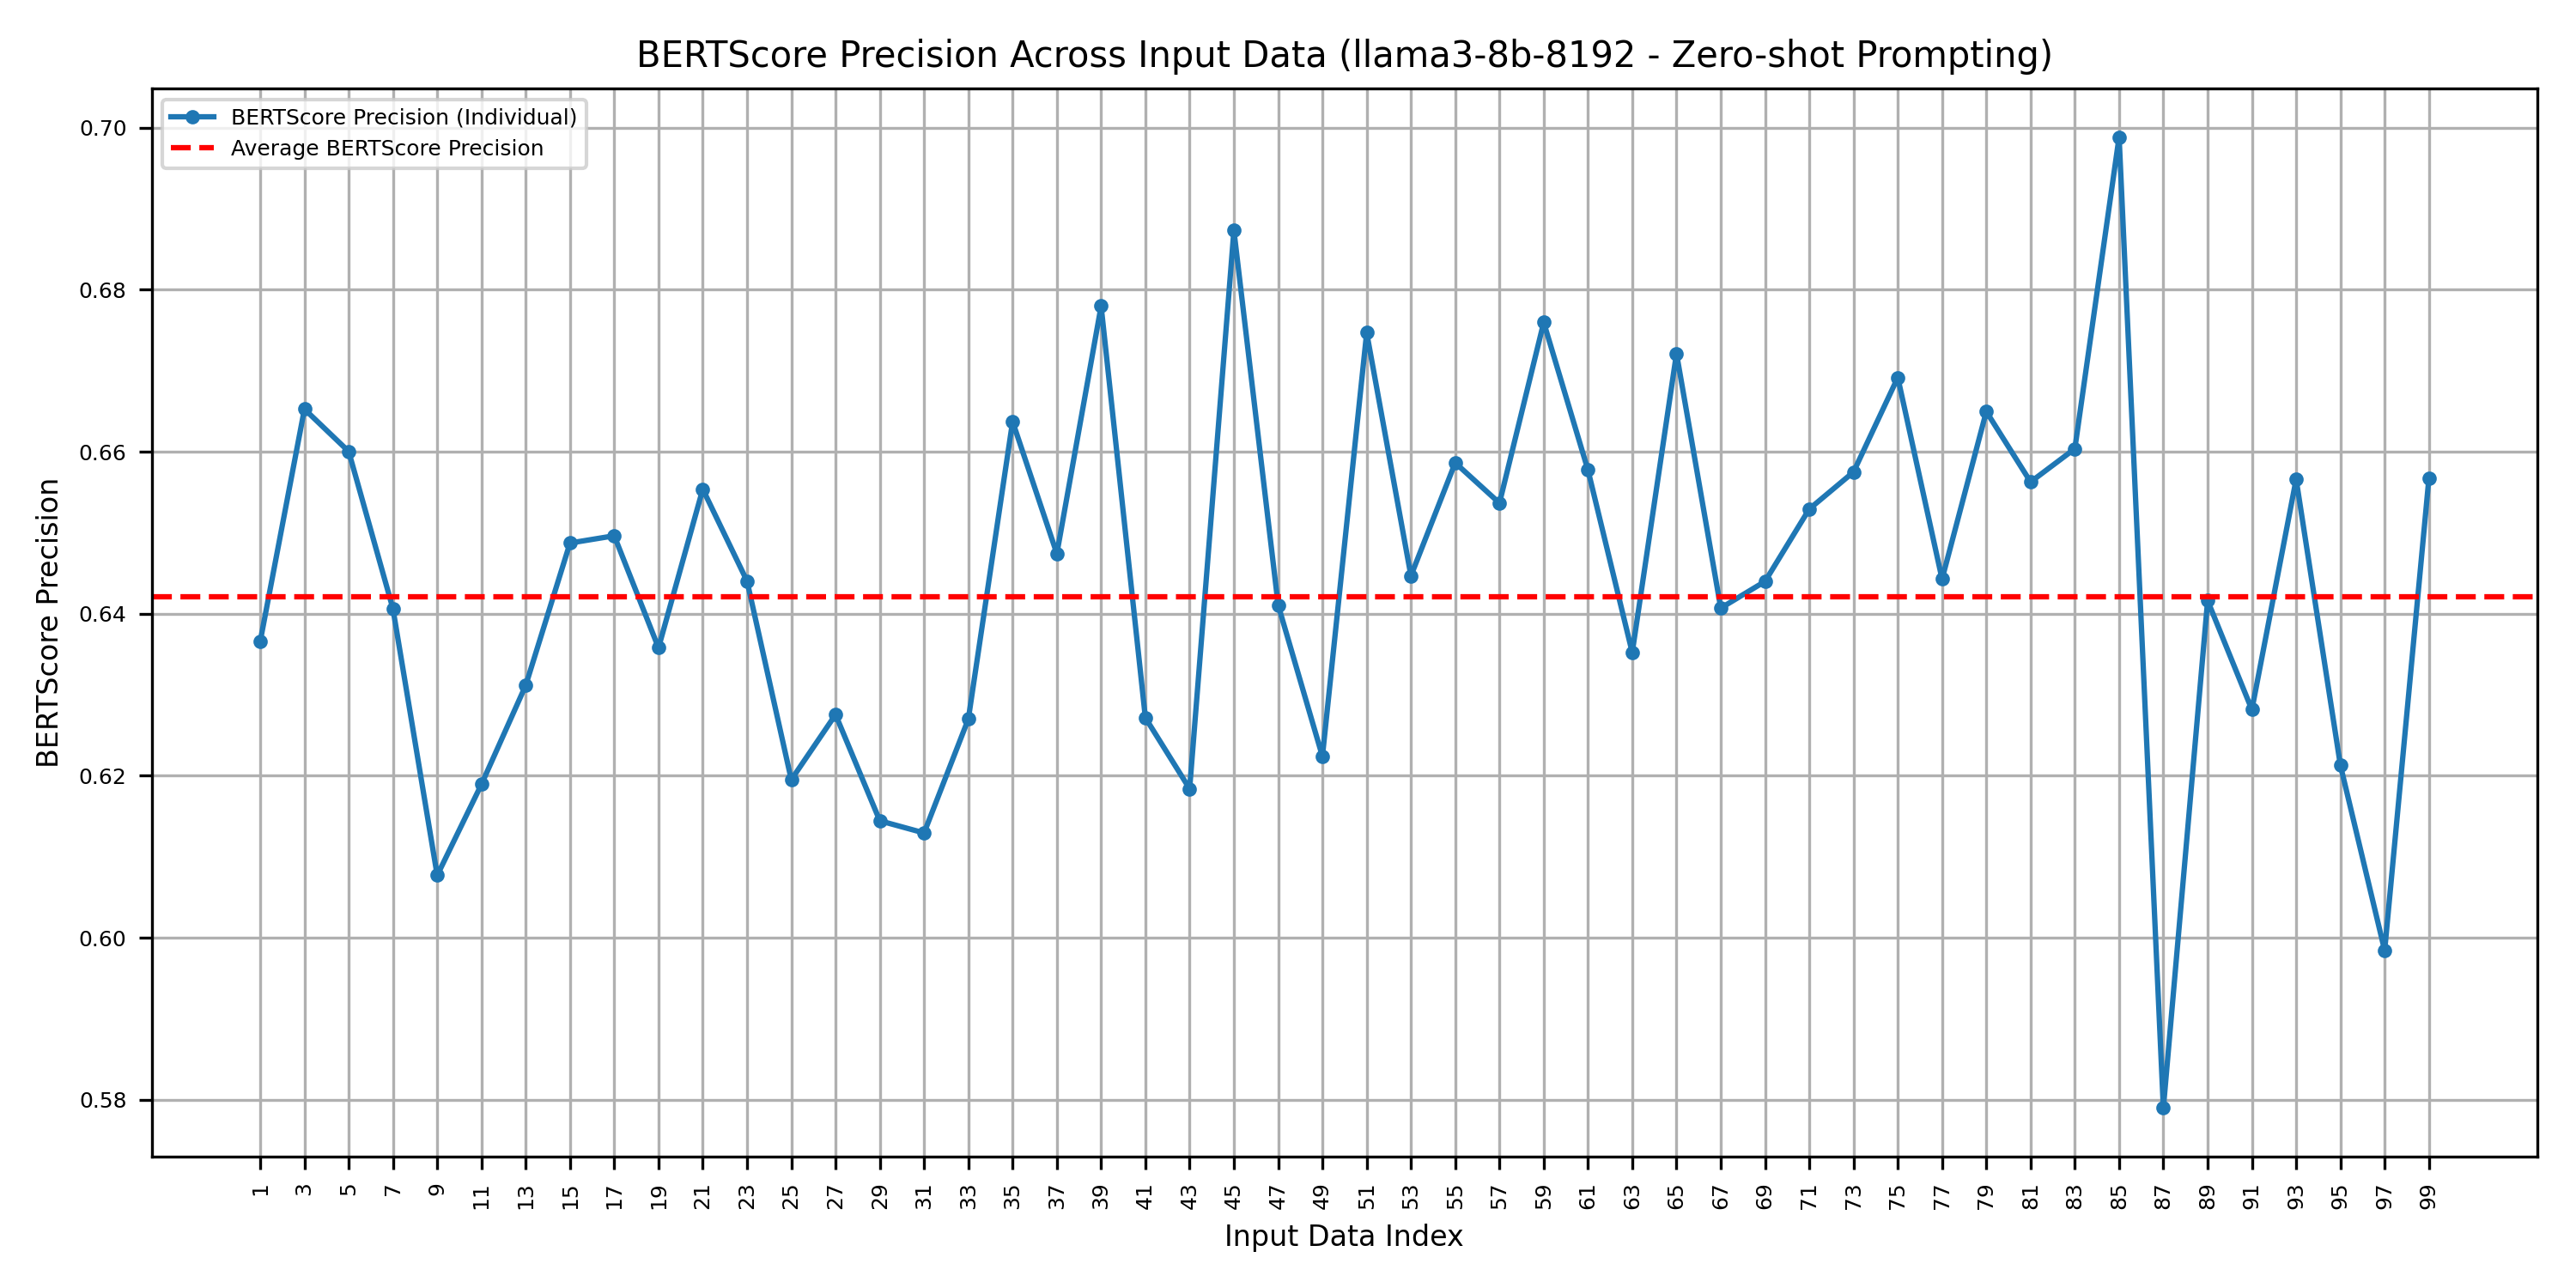 BERTScore Precision Across Input Data (llama3-8b-8192 - Zero-shot Prompting)
BERTScore Precision (Individual)
Average BERTScore Precision
BERTScore Precision
0.70
0.68
0.66
0.64
0.62
0.60
0.58
1 3 5 7 9 11 13 15 17 19 21 23 25 27 29 31 33 35 37 39 41 43 45 47 49 51 53 55 57 59 61 63 65 67 69 71 73 75 77 79 81 83 85 87 89 91 93 95 97 99
Input Data Index